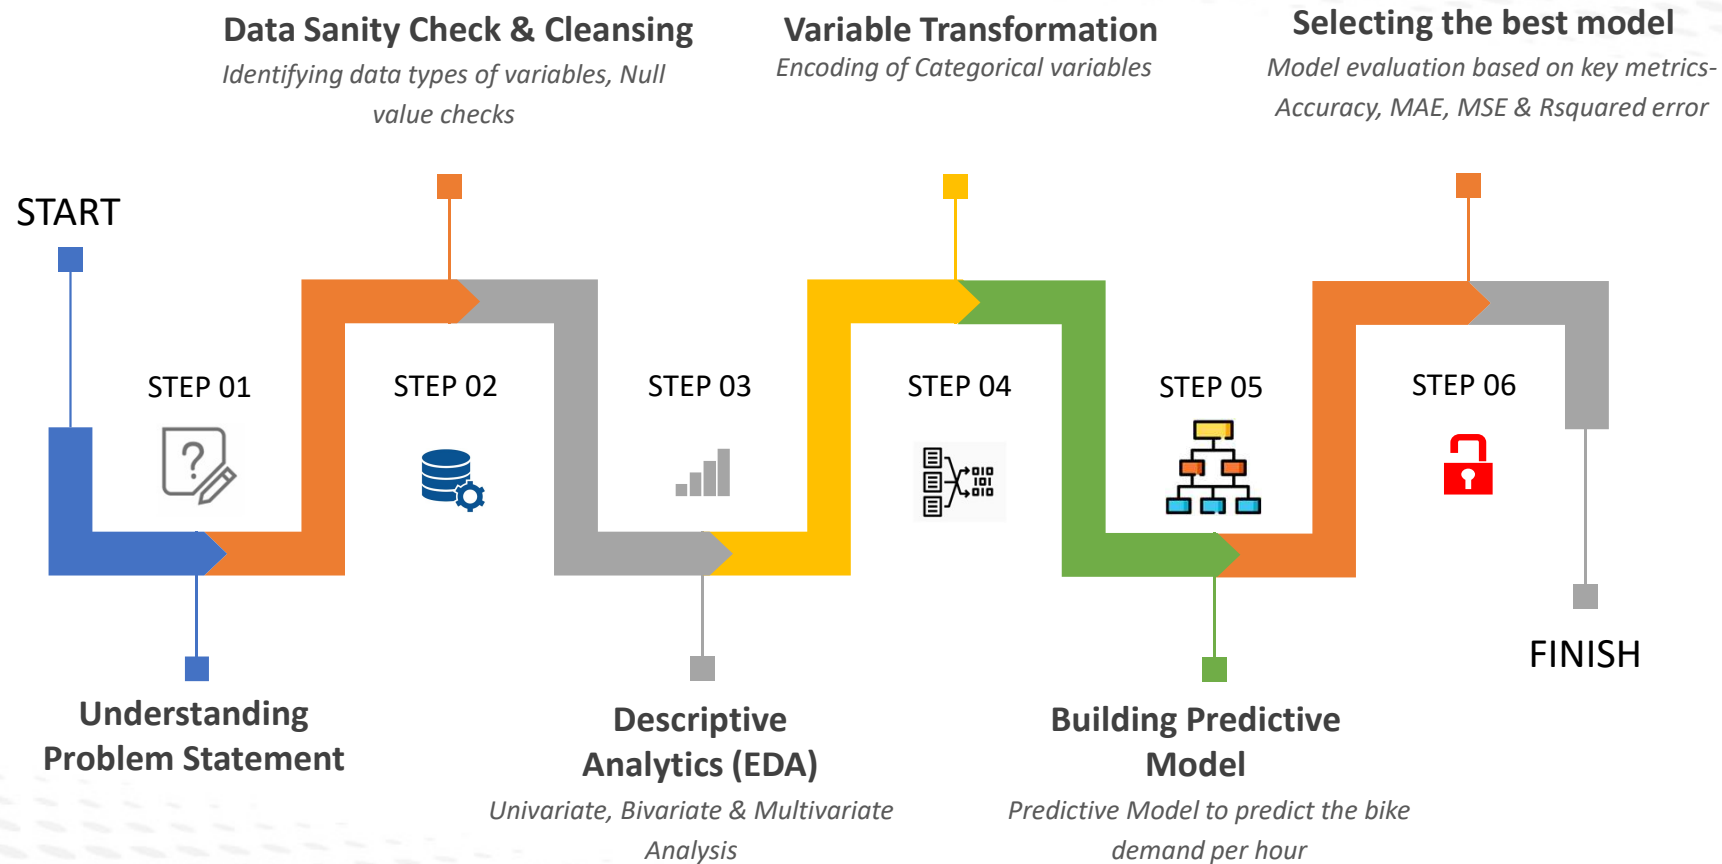 Data Sanity Check & Cleansing
Identifying data types of variables, Null
value checks
Variable Transformation
Encoding of Categorical variables
Selecting the best model
Model evaluation based on key metrics-
Accuracy, MAE, MSE & Rsquared error
START
STEP 01
STEP 02
STEP 03
STEP 04
STEP 05
STEP 06
?
010
101
010
FINISH
Understanding
Problem Statement
Descriptive
Analytics (EDA)
Univariate, Bivariate & Multivariate
Analysis
Building Predictive
Model
Predictive Model to predict the bike
demand per hour